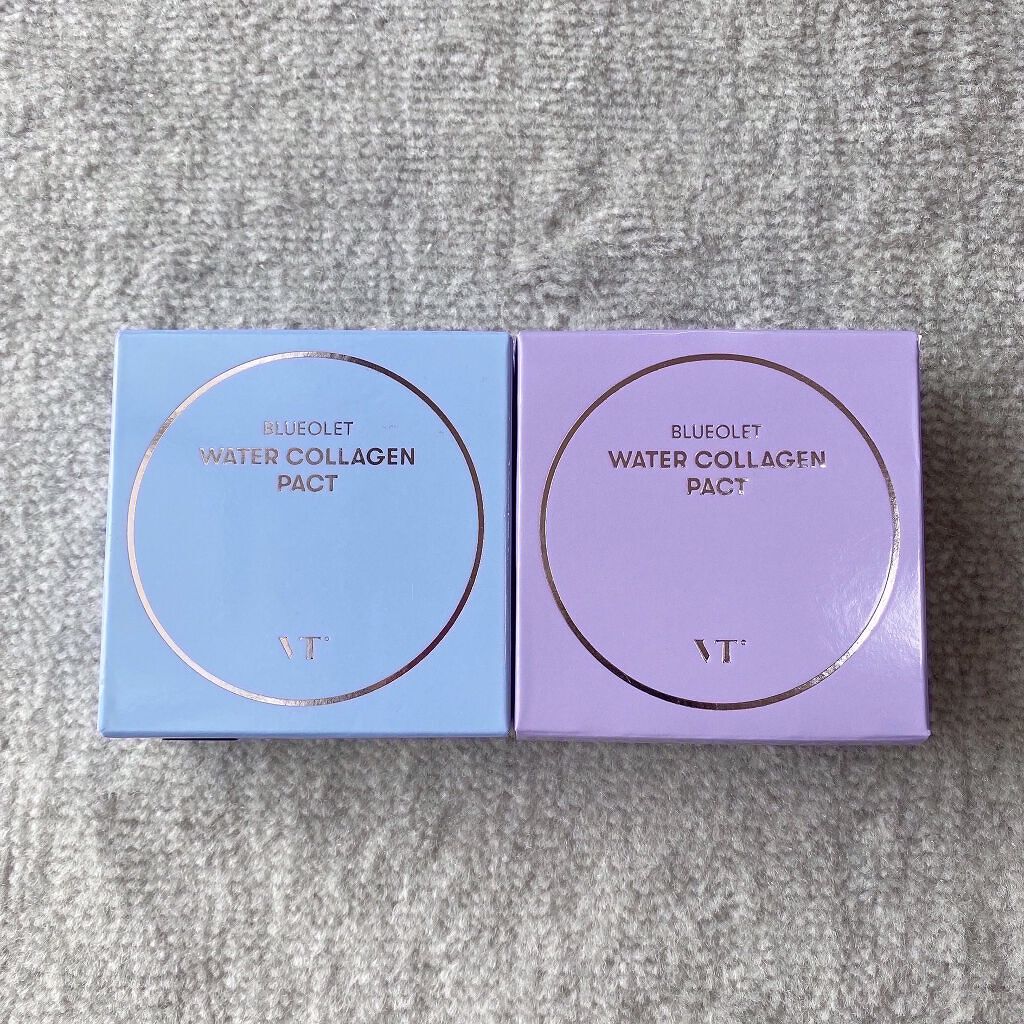 BLUEOLET
WATER COLLAGEN
PACT
VT
BLUEOLET
WATER COLLAGEN
PACT
VT